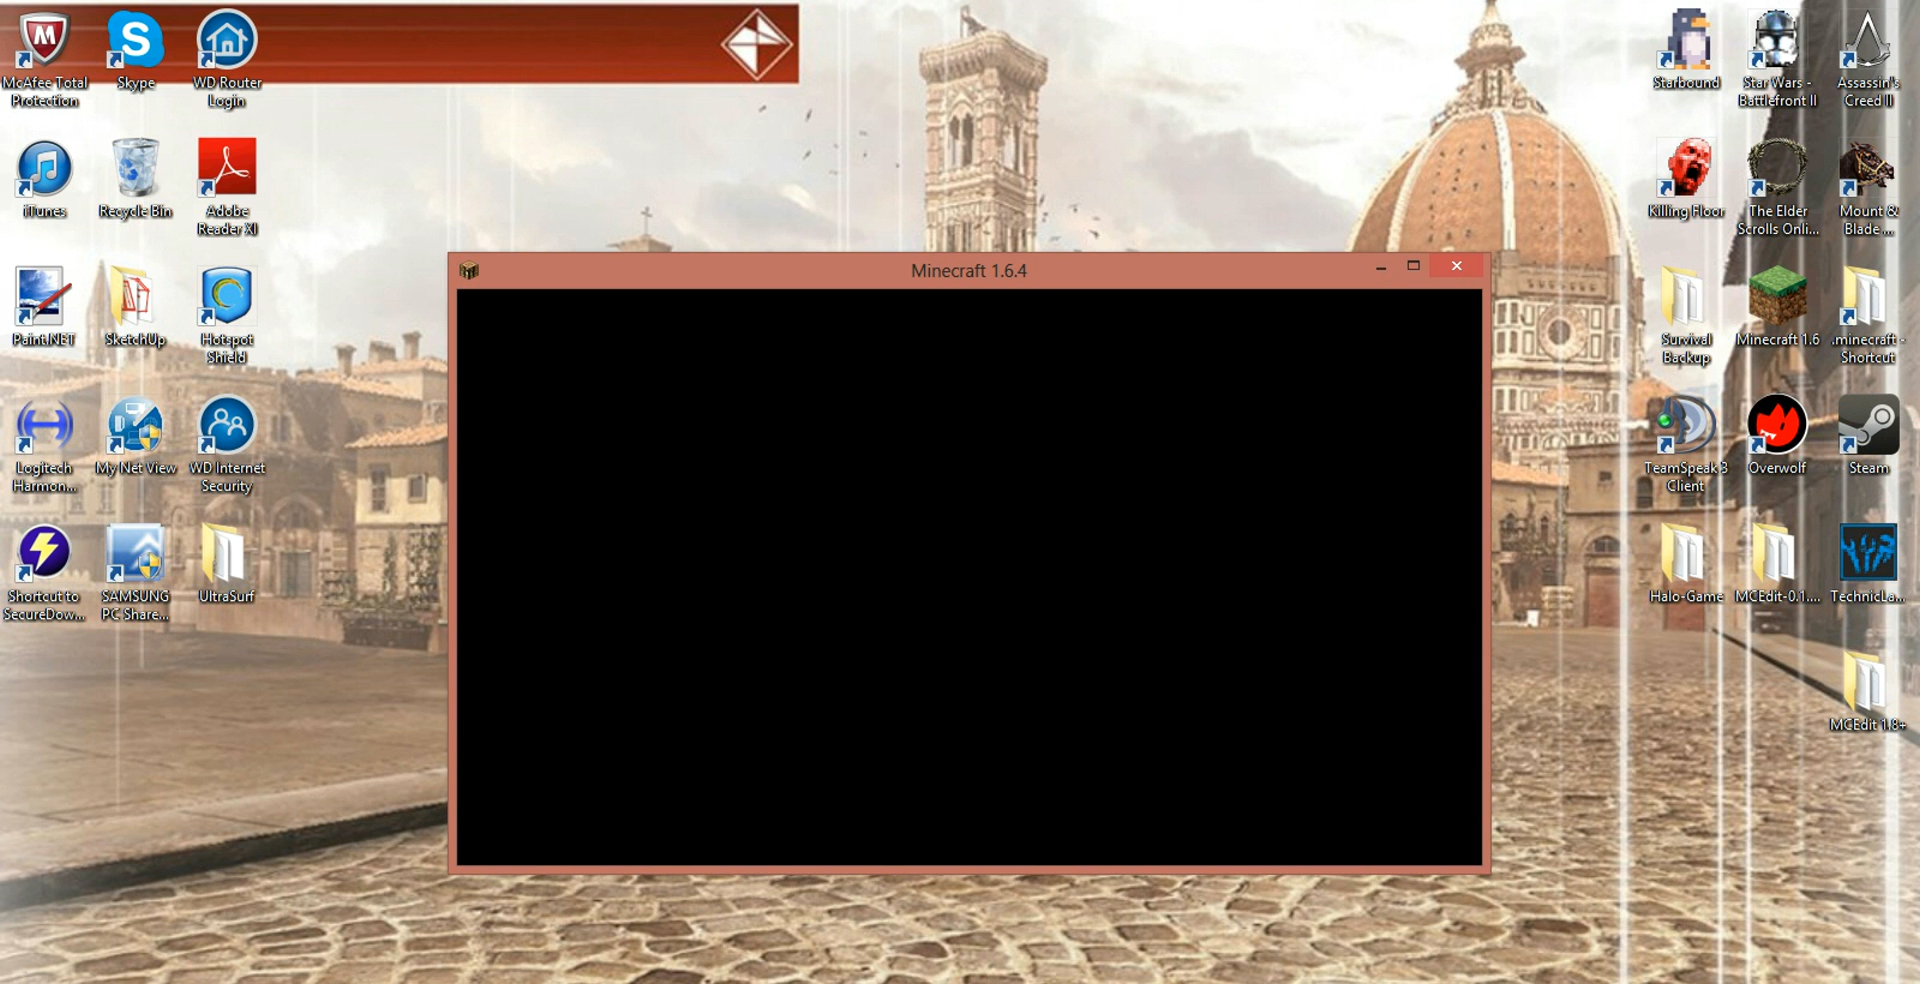 McAfee Total
Protection
Skype
WD Router
Login
iTunes
Recycle Bin
Adobe
Reader XI
Paint.NET
SketchUp
Hotspot
Shield
Logitech
Harmon...
My Net View
WD Internet
Security
Shortcut to
SecureDow...
SAMSUNG
PC Share...
UltraSurf
Minecraft 1.6.4
Starbound
Star Wars -
Battlefront II
Assassin's
Creed II
Killing Floor
The Elder
Scrolls Onli...
Mount &
Blade ...
Survival
Backup
Minecraft 1.6
.minecraft -
Shortcut
TeamSpeak 3
Client
Overwolf
Steam
Halo-Game
MCEdit-0.1....
TechnicLa...
MCEdit 1.8+